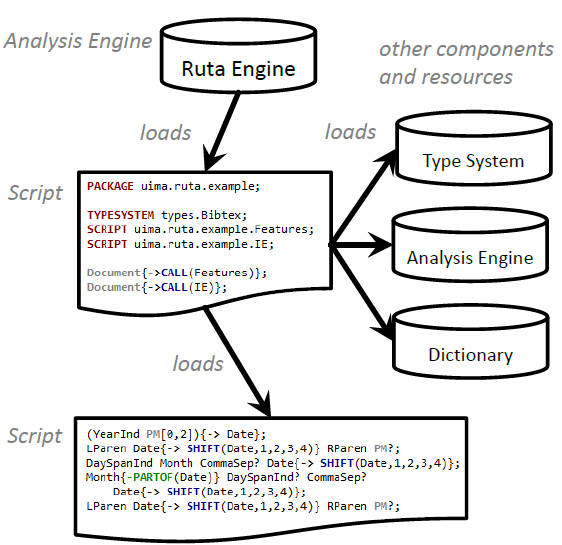 Analysis Engine
Ruta Engine
other components
and resources
loads
loads
Type System
Script
PACKAGE uima.ruta.example;
TYPESYSTEM types.Bibtex;
SCRIPT uima.ruta.example.Features;
SCRIPT uima.ruta.example.IE;
Document{->CALL(Features)};
Document{->CALL(IE)};
Analysis Engine
Dictionary
loads
Script
(YearInd PM[0,2]){-> Date};
LParen Date{-> SHIFT(Date,1,2,3,4)} RParen PM?;
DaySpanInd Month CommaSep? Date{-> SHIFT(Date,1,2,3,4)};
Month{-PARTOF(Date)} DaySpanInd? CommaSep?
Date{-> SHIFT(Date,1,2,3,4)};
LParen Date{-> SHIFT(Date,1,2,3,4)} RParen PM?;